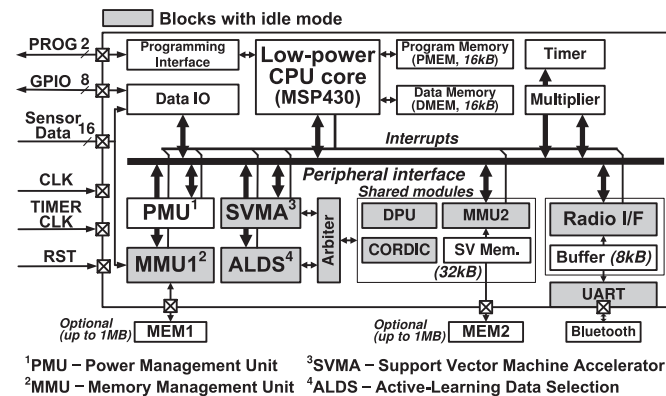 Blocks with idle mode
PROG 2
Programming
Interface
Low-power
CPU core
(MSP430)
Program Memory
(PMEM, 16kB)
Timer
GPIO 8
Data IO
Data Memory
(DMEM, 16kB)
Multiplier
Sensor
Data 16
Interrupts
Peripheral interface
Shared modules
CLK
TIMER
CLK
RST
PMU1
SVMA3
MMU12
ALDS4
Arbiter
DPU
MMU2
CORDIC
SV Mem.
(32kB)
Radio I/F
Buffer (8kB)
UART
Optional
(up to 1MB)
MEM1
Optional
(up to 1MB)
MEM2
Bluetooth
1PMU – Power Management Unit
3SVMA – Support Vector Machine Accelerator
2MMU – Memory Management Unit
4ALDS – Active-Learning Data Selection